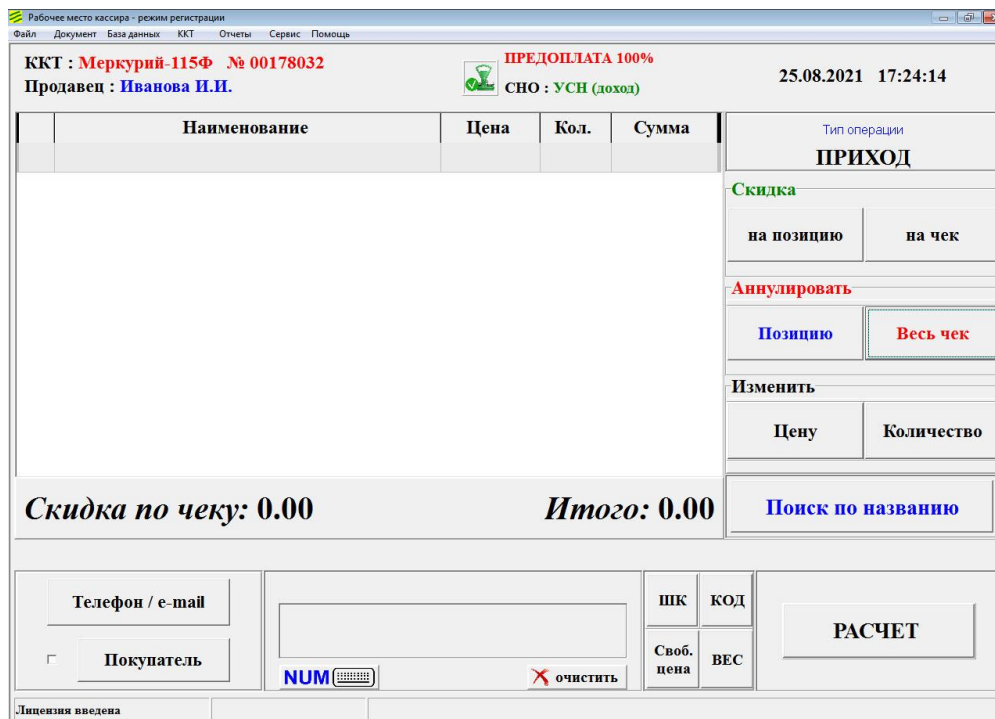 Рабочее место кассира - режим регистрации
Файл Документ База данных ККТ Отчеты Сервис Помощь
ККТ : Меркурий-115Ф № 00178032
Продавец : Иванова И.И.
ПРЕДОПЛАТА 100%
СНО : УСН (доход)
25.08.2021 17:24:14
Наименование Цена Кол. Сумма
Тип операции
ПРИХОД
Скидка
на позицию на чек
Аннулировать
Позицию Весь чек
Изменить
Цену Количество
Скидка по чеку: 0.00 Итого: 0.00
Поиск по названию
Телефон / e-mail
Покупатель
NUM
очистить
ШК КОД
Своб.
цена
ВЕС
РАСЧЕТ
Лицензия введена